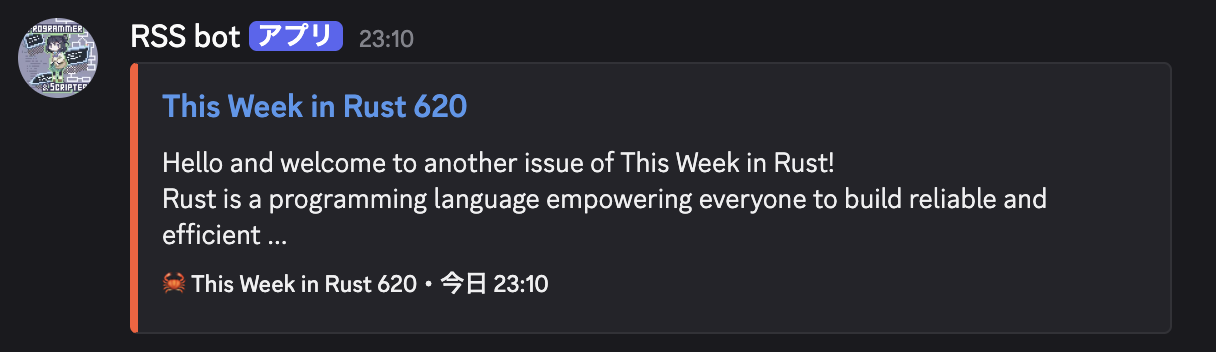 PROGRAMMER
& SCRIPTER
RSS bot アプリ 23:10
This Week in Rust 620
Hello and welcome to another issue of This Week in Rust!
Rust is a programming language empowering everyone to build reliable and
efficient ...
🦀 This Week in Rust 620 • 今日 23:10